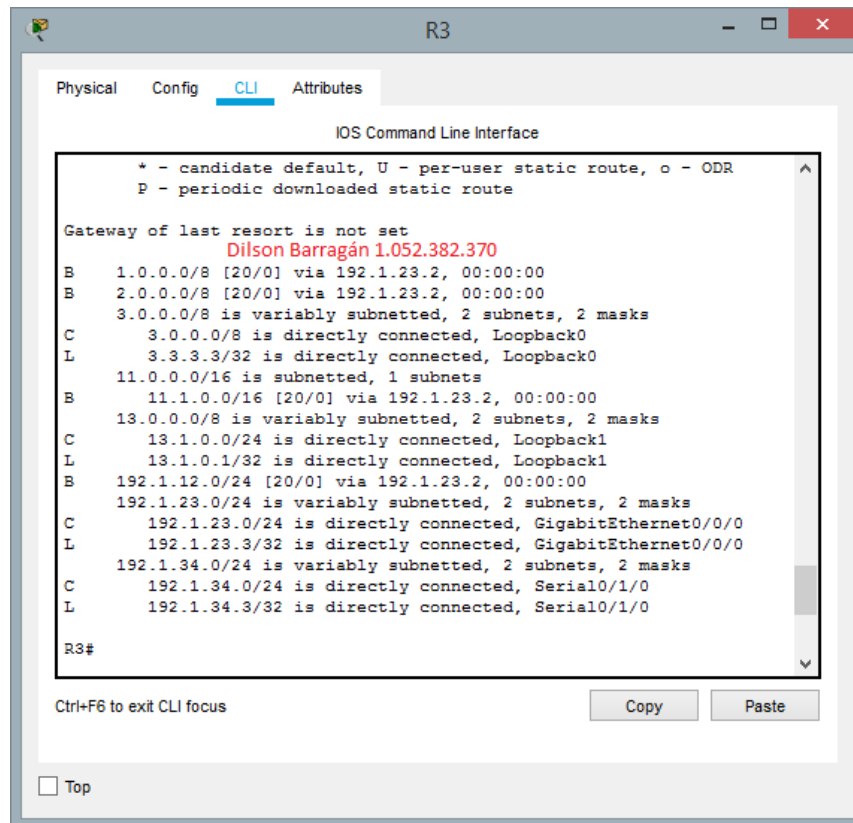 R3
Physical Config CLI Attributes
IOS Command Line Interface
* - candidate default, U - per-user static route, o - ODR
P - periodic downloaded static route
Gateway of last resort is not set
Dilson Barragán 1.052.382.370
B 1.0.0.0/8 [20/0] via 192.1.23.2, 00:00:00
B 2.0.0.0/8 [20/0] via 192.1.23.2, 00:00:00
3.0.0.0/8 is variably subnetted, 2 subnets, 2 masks
C 3.0.0.0/8 is directly connected, Loopback0
L 3.3.3.3/32 is directly connected, Loopback0
11.0.0.0/16 is subnetted, 1 subnets
B 11.1.0.0/16 [20/0] via 192.1.23.2, 00:00:00
13.0.0.0/8 is variably subnetted, 2 subnets, 2 masks
C 13.1.0.0/24 is directly connected, Loopback1
L 13.1.0.1/32 is directly connected, Loopback1
B 192.1.12.0/24 [20/0] via 192.1.23.2, 00:00:00
192.1.23.0/24 is variably subnetted, 2 subnets, 2 masks
C 192.1.23.0/24 is directly connected, GigabitEthernet0/0/0
L 192.1.23.3/32 is directly connected, GigabitEthernet0/0/0
192.1.34.0/24 is variably subnetted, 2 subnets, 2 masks
C 192.1.34.0/24 is directly connected, Serial0/1/0
L 192.1.34.3/32 is directly connected, Serial0/1/0
R3#
Ctrl+F6 to exit CLI focus Copy Paste
Top